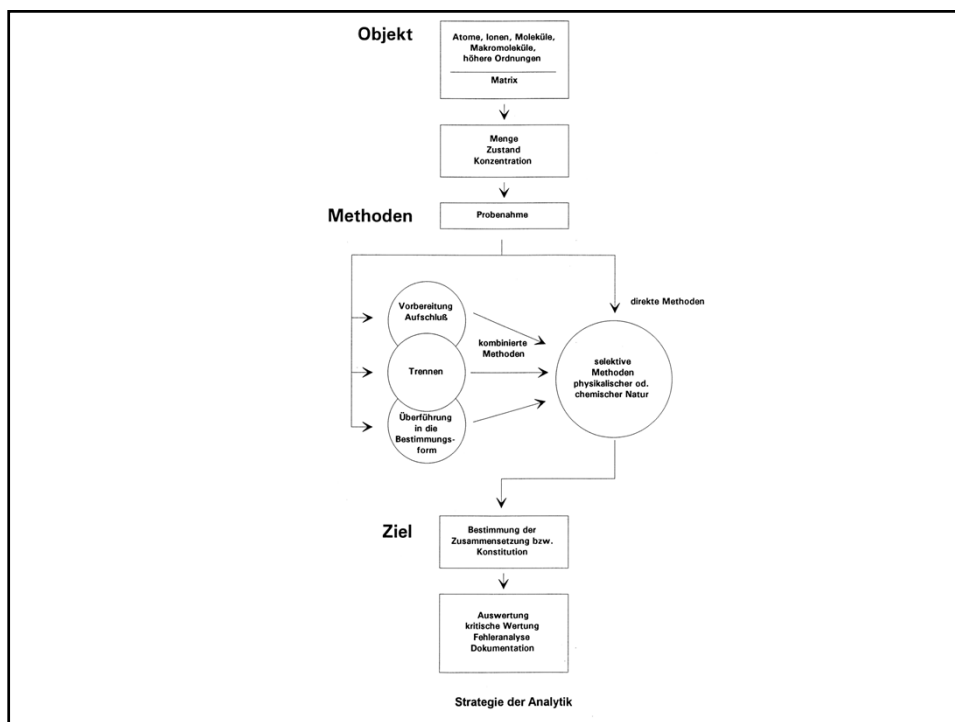 Objekt
Atome, Ionen, Moleküle,
Makromoleküle,
höhere Ordnungen
Matrix
Menge
Zustand
Konzentration
Methoden
Probenahme
direkte Methoden
Vorbereitung
Aufschluß
kombinierte
Methoden
Trennen
selektive
Methoden
physikalischer od.
chemischer Natur
Überführung
in die
Bestimmungs-
form
Ziel
Bestimmung der
Zusammensetzung bzw.
Konstitution
Auswertung
kritische Wertung
Fehleranalyse
Dokumentation
Strategie der Analytik